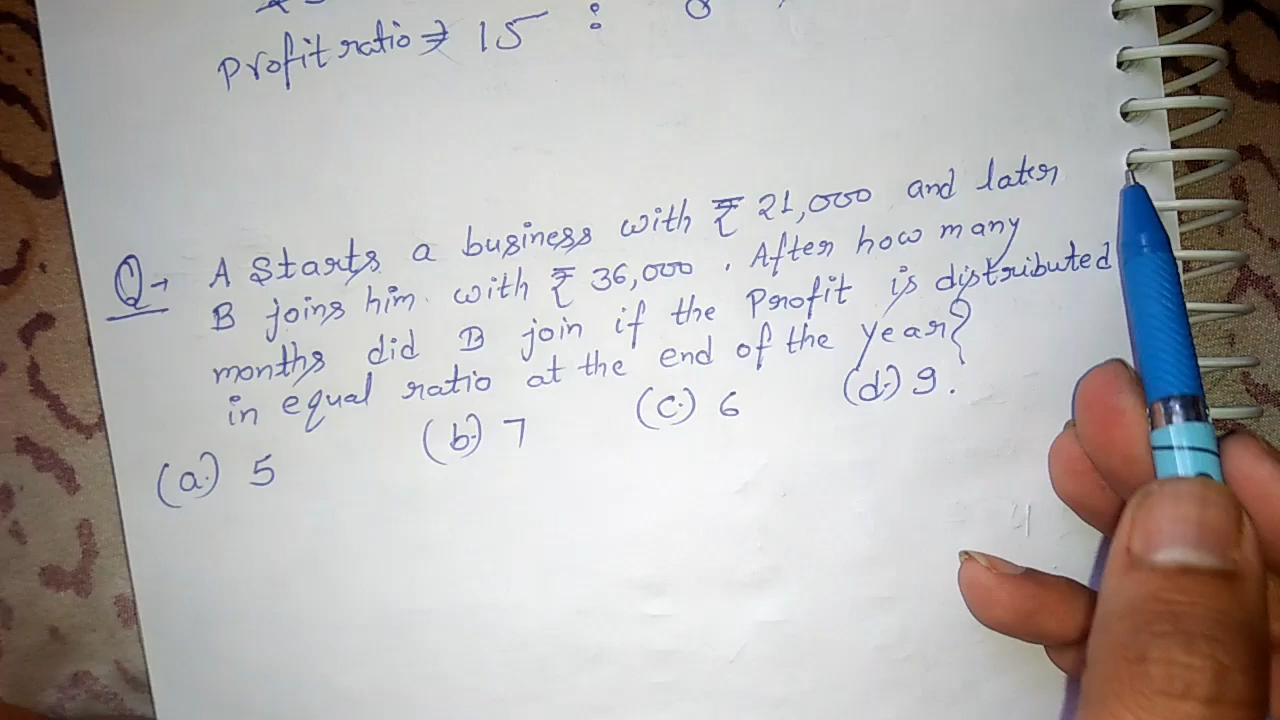 Profit ratio ⇒ 15 : 8
Q→ A starts a business with ₹ 21,000 and later
B joins him with ₹ 36,000. After how many
months did B join if the Profit is distributed
in equal ratio at the end of the year?
(a.) 5 (b.) 7 (c.) 6 (d.) 9.